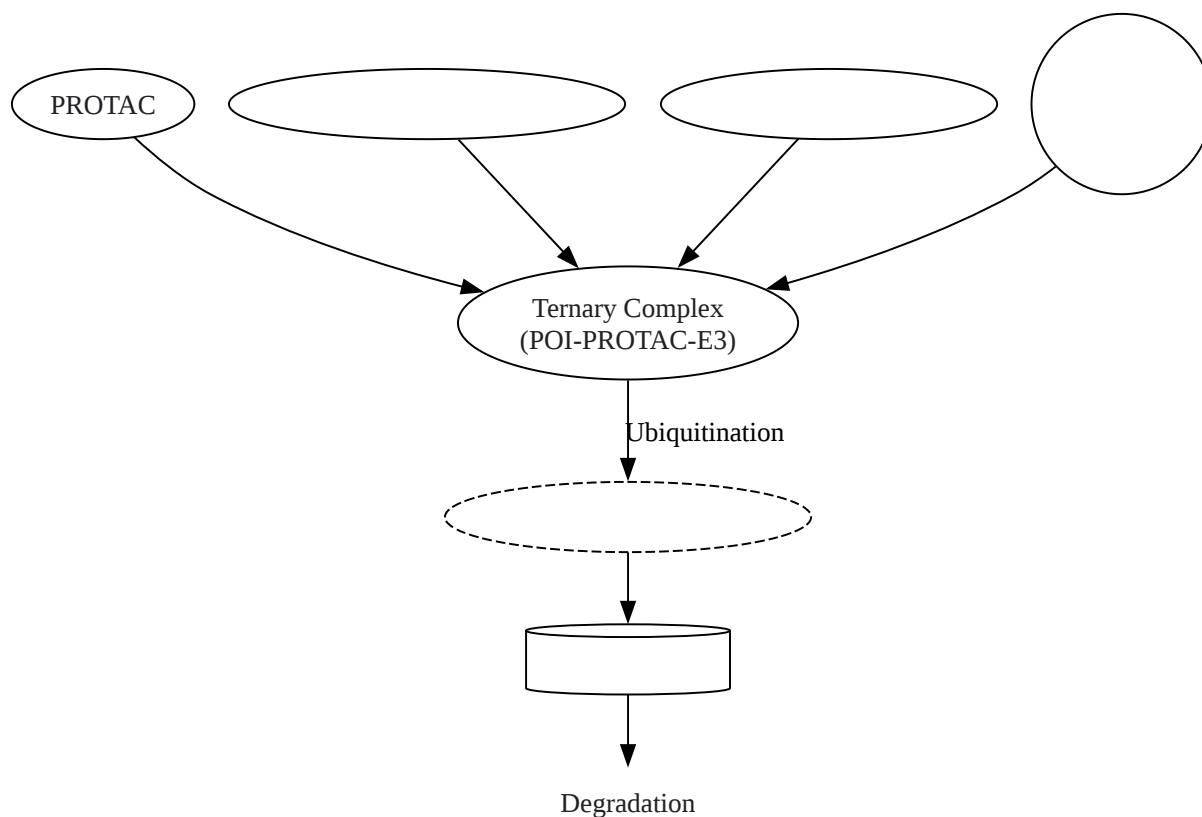 PROTAC
Ternary Complex
(POI-PROTAC-E3)
Ubiquitination
Degradation